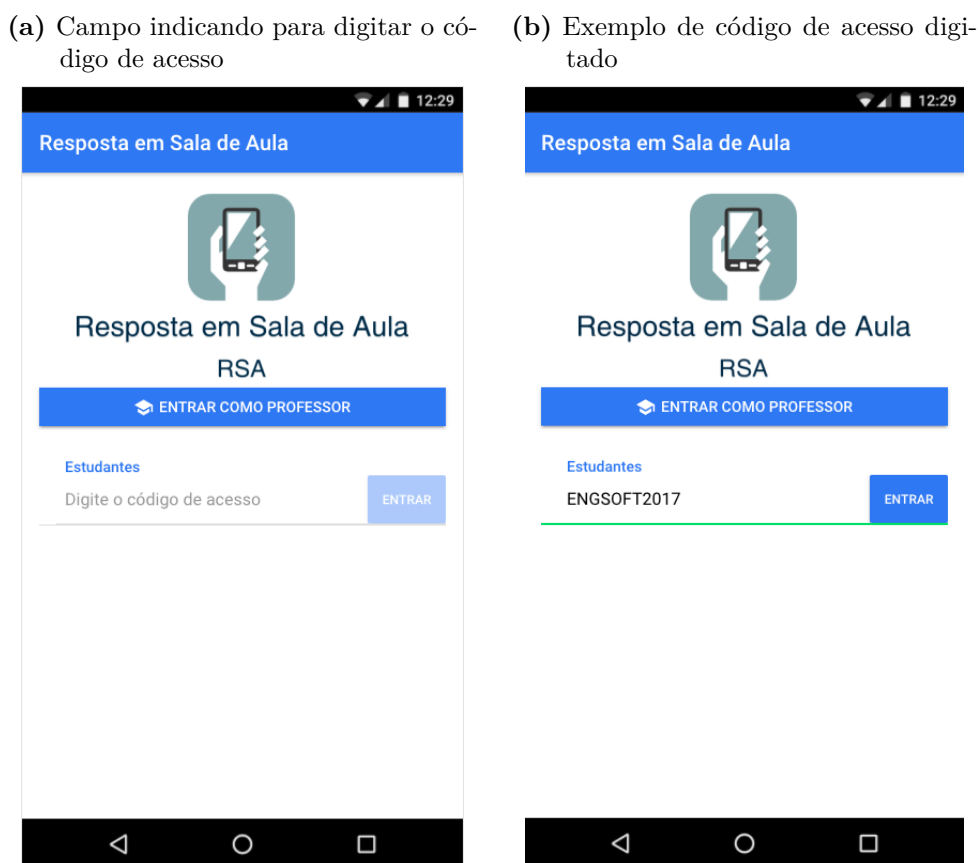 (a) Campo indicando para digitar o có-
digo de acesso
12:29
Resposta em Sala de Aula
Resposta em Sala de Aula
RSA
ENTRAR COMO PROFESSOR
Estudantes
Digite o código de acesso
ENTRAR
(b) Exemplo de código de acesso digi-
tado
12:29
Resposta em Sala de Aula
Resposta em Sala de Aula
RSA
ENTRAR COMO PROFESSOR
Estudantes
ENGSOFT2017
ENTRAR